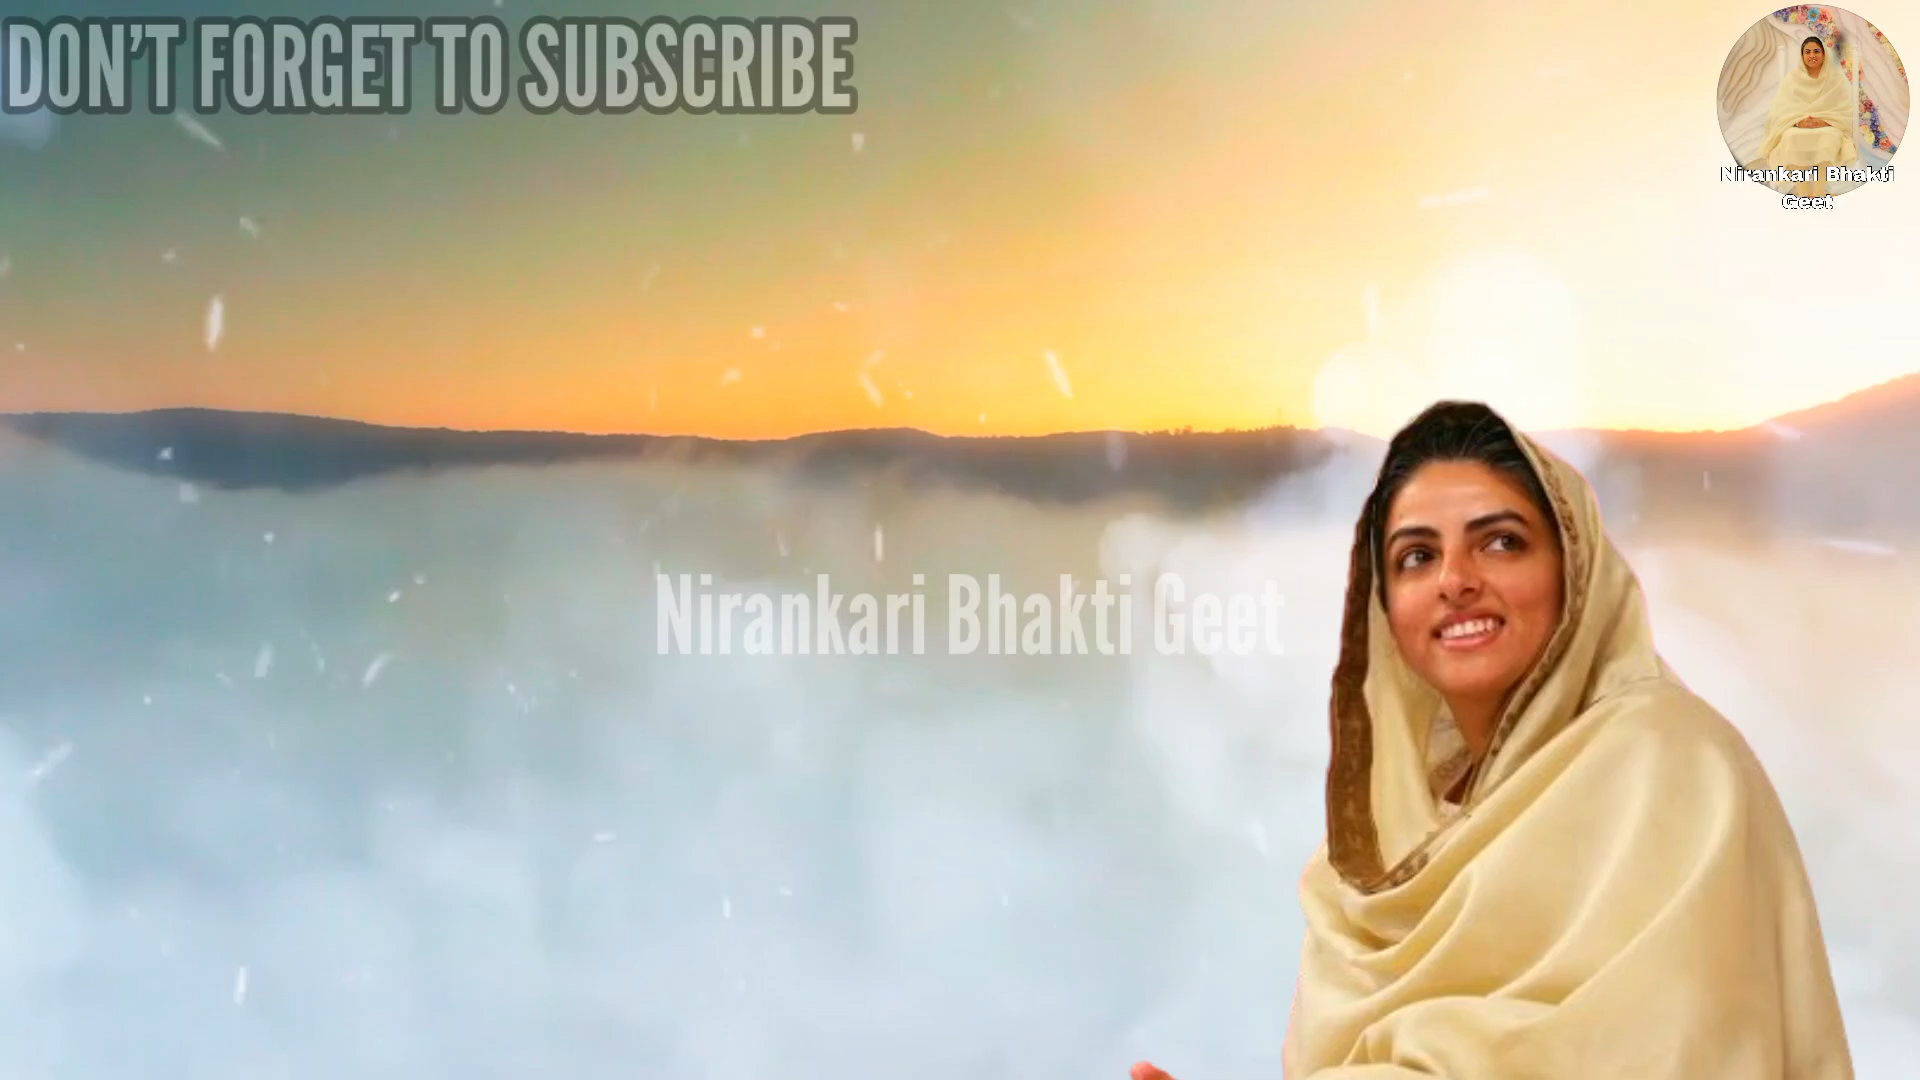 DON'T FORGET TO SUBSCRIBE
Nirankari Bhakti
Geet
Nirankari Bhakti Geet